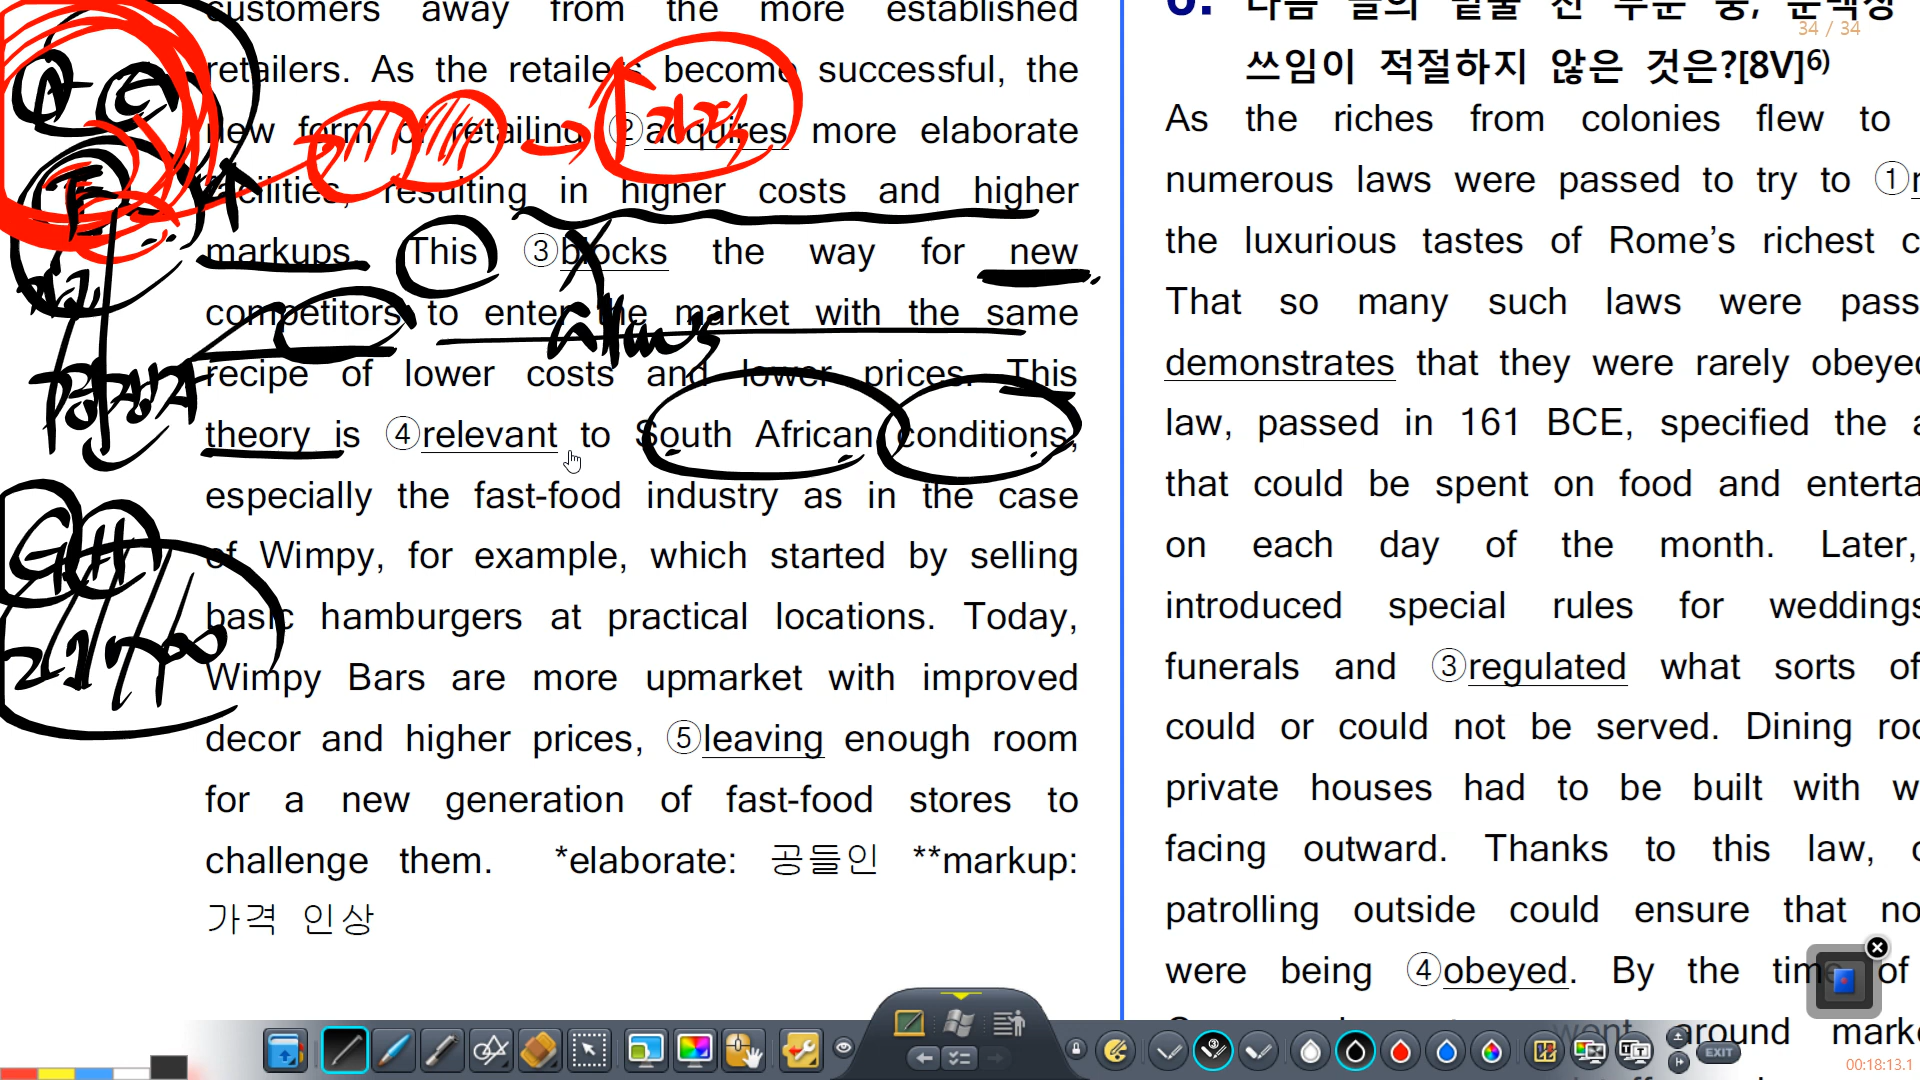 customers away from the more established
retailers. As the retailers become successful, the
new form of retailing ②acquires more elaborate
facilities, resulting in higher costs and higher
markups. This ③blocks the way for new
competitors to enter the market with the same
recipe of lower costs and lower prices. This
theory is ④relevant to South African conditions,
especially the fast-food industry as in the case
of Wimpy, for example, which started by selling
basic hamburgers at practical locations. Today,
Wimpy Bars are more upmarket with improved
decor and higher prices, ⑤leaving enough room
for a new generation of fast-food stores to
challenge them. *elaborate: 공들인 **markup:
가격 인상
경쟁자
34 / 34
쓰임이 적절하지 않은 것은?[8V]6)
As the riches from colonies flew to
numerous laws were passed to try to ①
the luxurious tastes of Rome's richest
That so many such laws were
demonstrates that they were rarely
law, passed in 161 BCE, specified the
that could be spent on food and
on each day of the month. Later,
introduced special rules for
funerals and ③regulated what sorts
could or could not be served. Dining
private houses had to be built with
facing outward. Thanks to this law,
patrolling outside could ensure that
were being ④obeyed. By the time of
around
EXIT
00:18:13.1